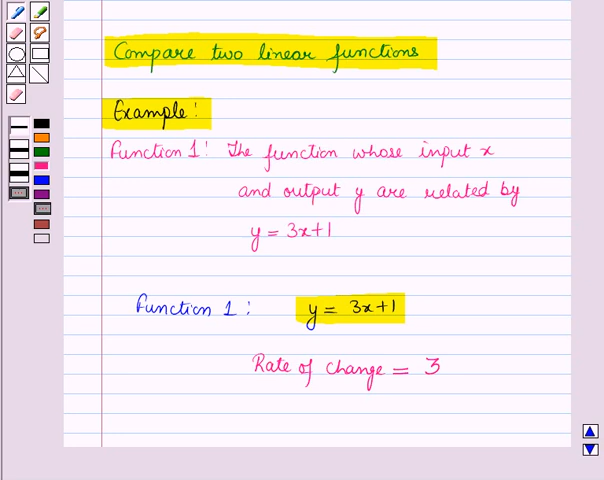 Compare two linear functions
Example:
Function 1: The function whose input x
and output y are related by
y = 3x+1
Function 1: y = 3x+1
Rate of change = 3